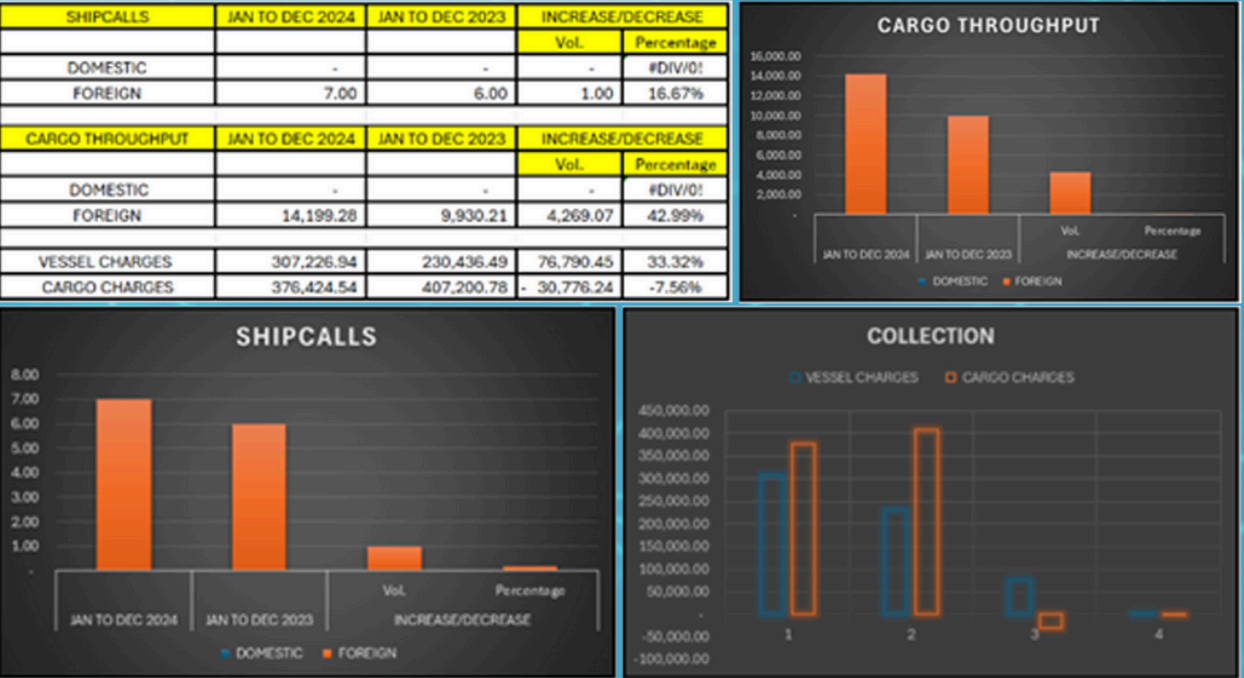 SHIPCALLS JAN TO DEC 2024 JAN TO DEC 2023 INCREASE/DECREASE
Vol. Percentage
DOMESTIC - - - #DIV/0!
FOREIGN 7.00 6.00 1.00 16.67%
CARGO THROUGHPUT JAN TO DEC 2024 JAN TO DEC 2023 INCREASE/DECREASE
Vol. Percentage
DOMESTIC - - - #DIV/0!
FOREIGN 14,199.28 9,930.21 4,269.07 42.99%
VESSEL CHARGES 307,226.94 230,436.49 76,790.45 33.32%
CARGO CHARGES 376,424.54 407,200.78 - 30,776.24 -7.56%
CARGO THROUGHPUT
16,000.00
14,000.00
12,000.00
10,000.00
8,000.00
6,000.00
4,000.00
2,000.00
-
Vol. Percentage
JAN TO DEC 2024 JAN TO DEC 2023 INCREASE/DECREASE
DOMESTIC FOREIGN
SHIPCALLS
8.00
7.00
6.00
5.00
4.00
3.00
2.00
1.00
-
Vol. Percentage
JAN TO DEC 2024 JAN TO DEC 2023 INCREASE/DECREASE
DOMESTIC FOREIGN
COLLECTION
VESSEL CHARGES CARGO CHARGES
450,000.00
400,000.00
350,000.00
300,000.00
250,000.00
200,000.00
150,000.00
100,000.00
50,000.00
-
-50,000.00
-100,000.00
1 2 3 4